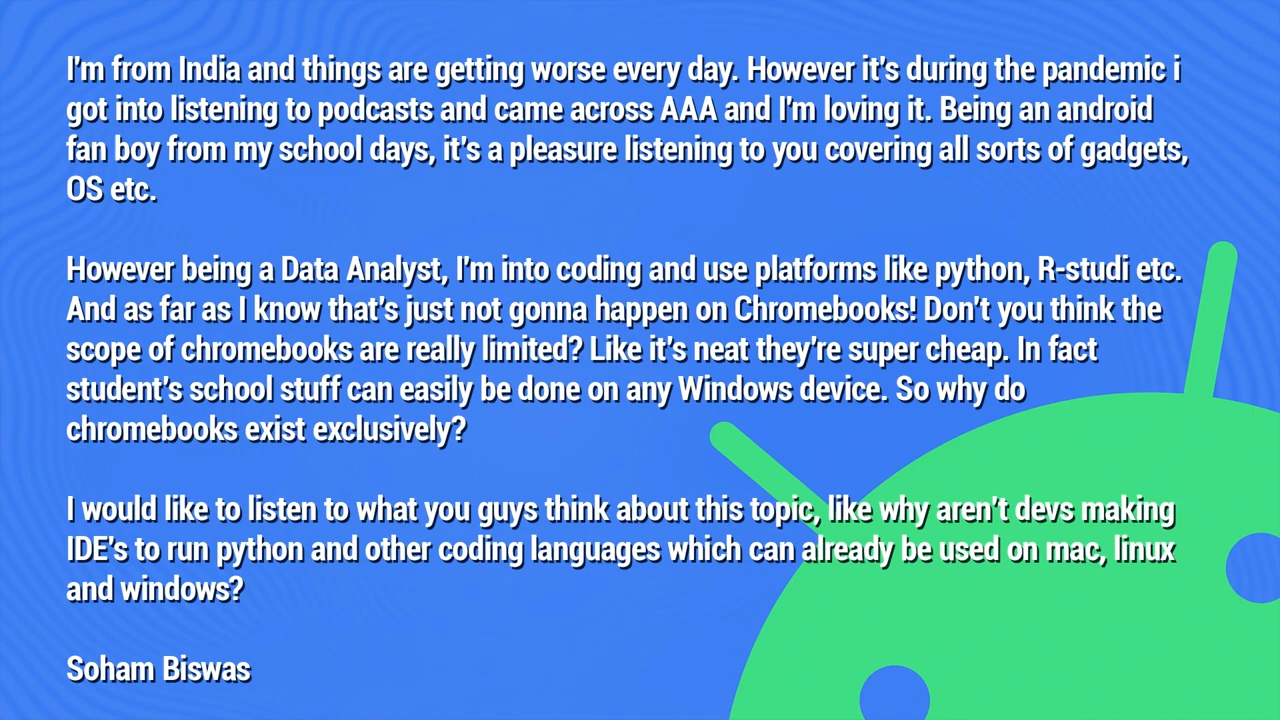 I'm from India and things are getting worse every day. However it's during the pandemic i
got into listening to podcasts and came across AAA and I'm loving it. Being an android
fan boy from my school days, it's a pleasure listening to you covering all sorts of gadgets,
OS etc.
However being a Data Analyst, I'm into coding and use platforms like python, R-studi etc.
And as far as I know that's just not gonna happen on Chromebooks! Don't you think the
scope of chromebooks are really limited? Like it's neat they're super cheap. In fact
student's school stuff can easily be done on any Windows device. So why do
chromebooks exist exclusively?
I would like to listen to what you guys think about this topic, like why aren't devs making
IDE's to run python and other coding languages which can already be used on mac, linux
and windows?
Soham Biswas